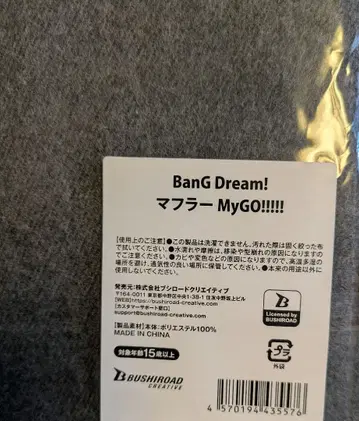 BanG Dream!
マフラー MyGO!!!!!
【使用上のご注意】●この製品は洗濯できません。汚れた際は固く絞った布
で拭いてください。●水濡れや摩擦は、移染や型崩れの原因になりますの
でご注意ください。●カビや変色などの原因になりますので、高温多湿の
場所を避け、通気性の良い場所に保管してください。●本来の用途以外に
使用しないでください。
発売元:株式会社ブシロードクリエイティブ
〒164-0011 東京都中野区中央1-38-1 住友中野坂上ビル
[WEB]https://bushiroad-creative.com/
[カスタマーサポート窓口]
support@bushiroad-creative.com
【製品素材】本体:ポリエステル100%
MADE IN CHINA
対象年齢15歳以上
B
Licensed by
BUSHIROAD
プラ
外袋
BUSHIROAD
CREATIVE
4 570194 435576